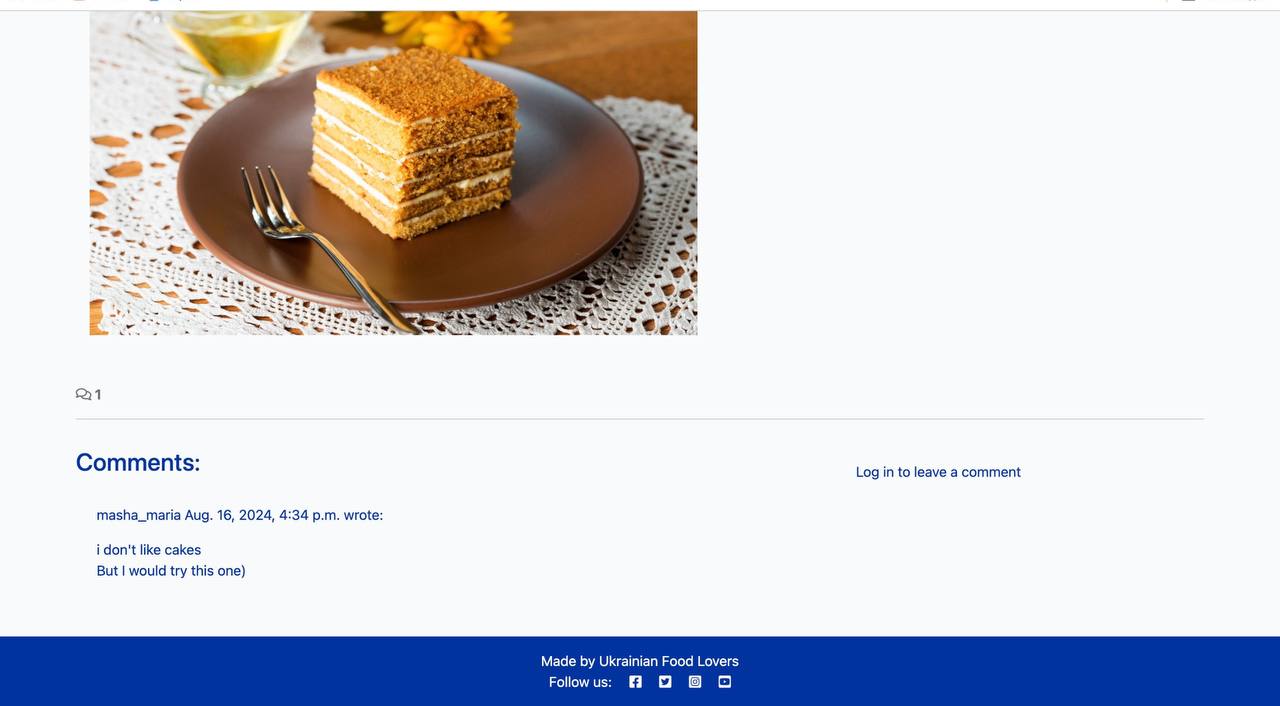 1
Comments:
Log in to leave a comment
masha_maria Aug. 16, 2024, 4:34 p.m. wrote:
i don't like cakes
But I would try this one)
Made by Ukrainian Food Lovers
Follow us: